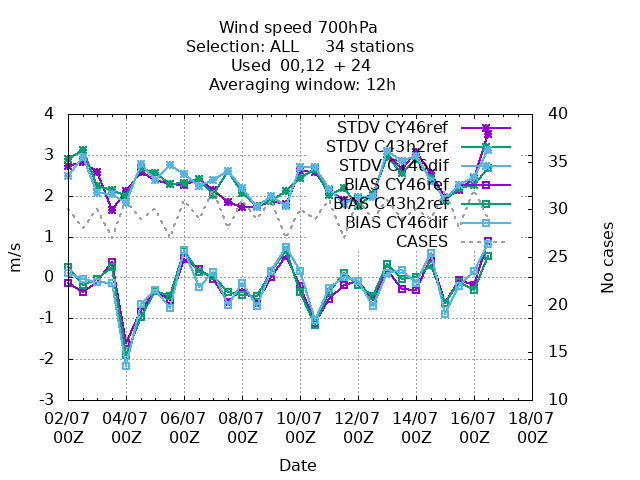 Wind speed 700hPa
Selection: ALL 34 stations
Used 00,12 + 24
Averaging window: 12h
4 40
STDV CY46ref
STDV C43h2ref
3 35
STDV CY46dif
2 30
BIAS CY46ref
BIAS C43h2ref
BIAS CY46dif
1 25
CASES
0 20
-1 15
-2
-3 10
m/s
No cases
02/07 04/07 06/07 08/07 10/07 12/07 14/07 16/07 18/07
00Z 00Z 00Z 00Z 00Z 00Z 00Z 00Z 00Z
Date